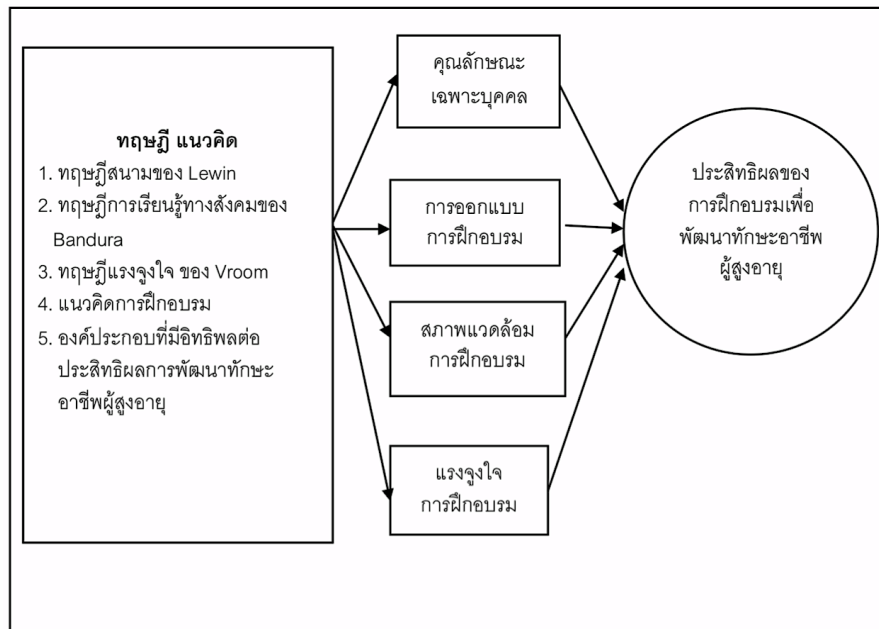 ทฤษฎี แนวคิด
1. ทฤษฎีสนามของ Lewin
2. ทฤษฎีการเรียนรู้ทางสังคมของ
Bandura
3. ทฤษฎีแรงจูงใจ ของ Vroom
4. แนวคิดการฝึกอบรม
5. องค์ประกอบที่มีอิทธิพลต่อ
ประสิทธิผลการพัฒนาทักษะ
อาชีพผู้สูงอายุ
คุณลักษณะ
เฉพาะบุคคล
การออกแบบ
การฝึกอบรม
สภาพแวดล้อม
การฝึกอบรม
แรงจูงใจ
การฝึกอบรม
ประสิทธิผลของ
การฝึกอบรมเพื่อ
พัฒนาทักษะอาชีพ
ผู้สูงอายุ